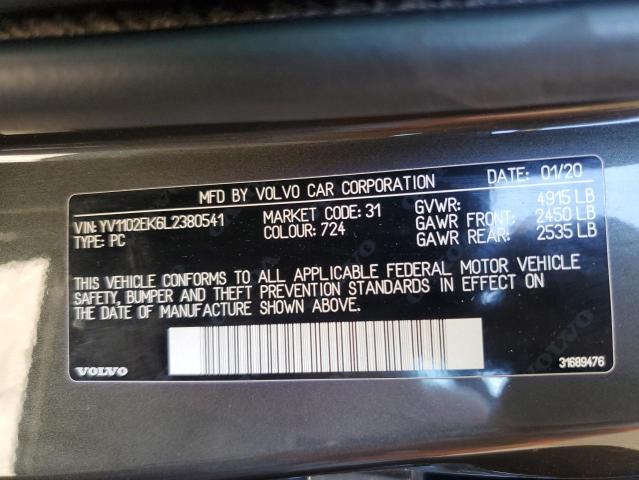 MFD BY VOLVO CAR CORPORATION DATE: 01/20
VIN: YV1102EK6L2380541 MARKET CODE: 31 GVWR: 4915 LB
TYPE: PC COLOUR: 724 GAWR FRONT: 2450 LB
GAWR REAR: 2535 LB
THIS VEHICLE CONFORMS TO ALL APPLICABLE FEDERAL MOTOR VEHICLE
SAFETY, BUMPER AND THEFT PREVENTION STANDARDS IN EFFECT ON
THE DATE OF MANUFACTURE SHOWN ABOVE.
VOLVO 31689476